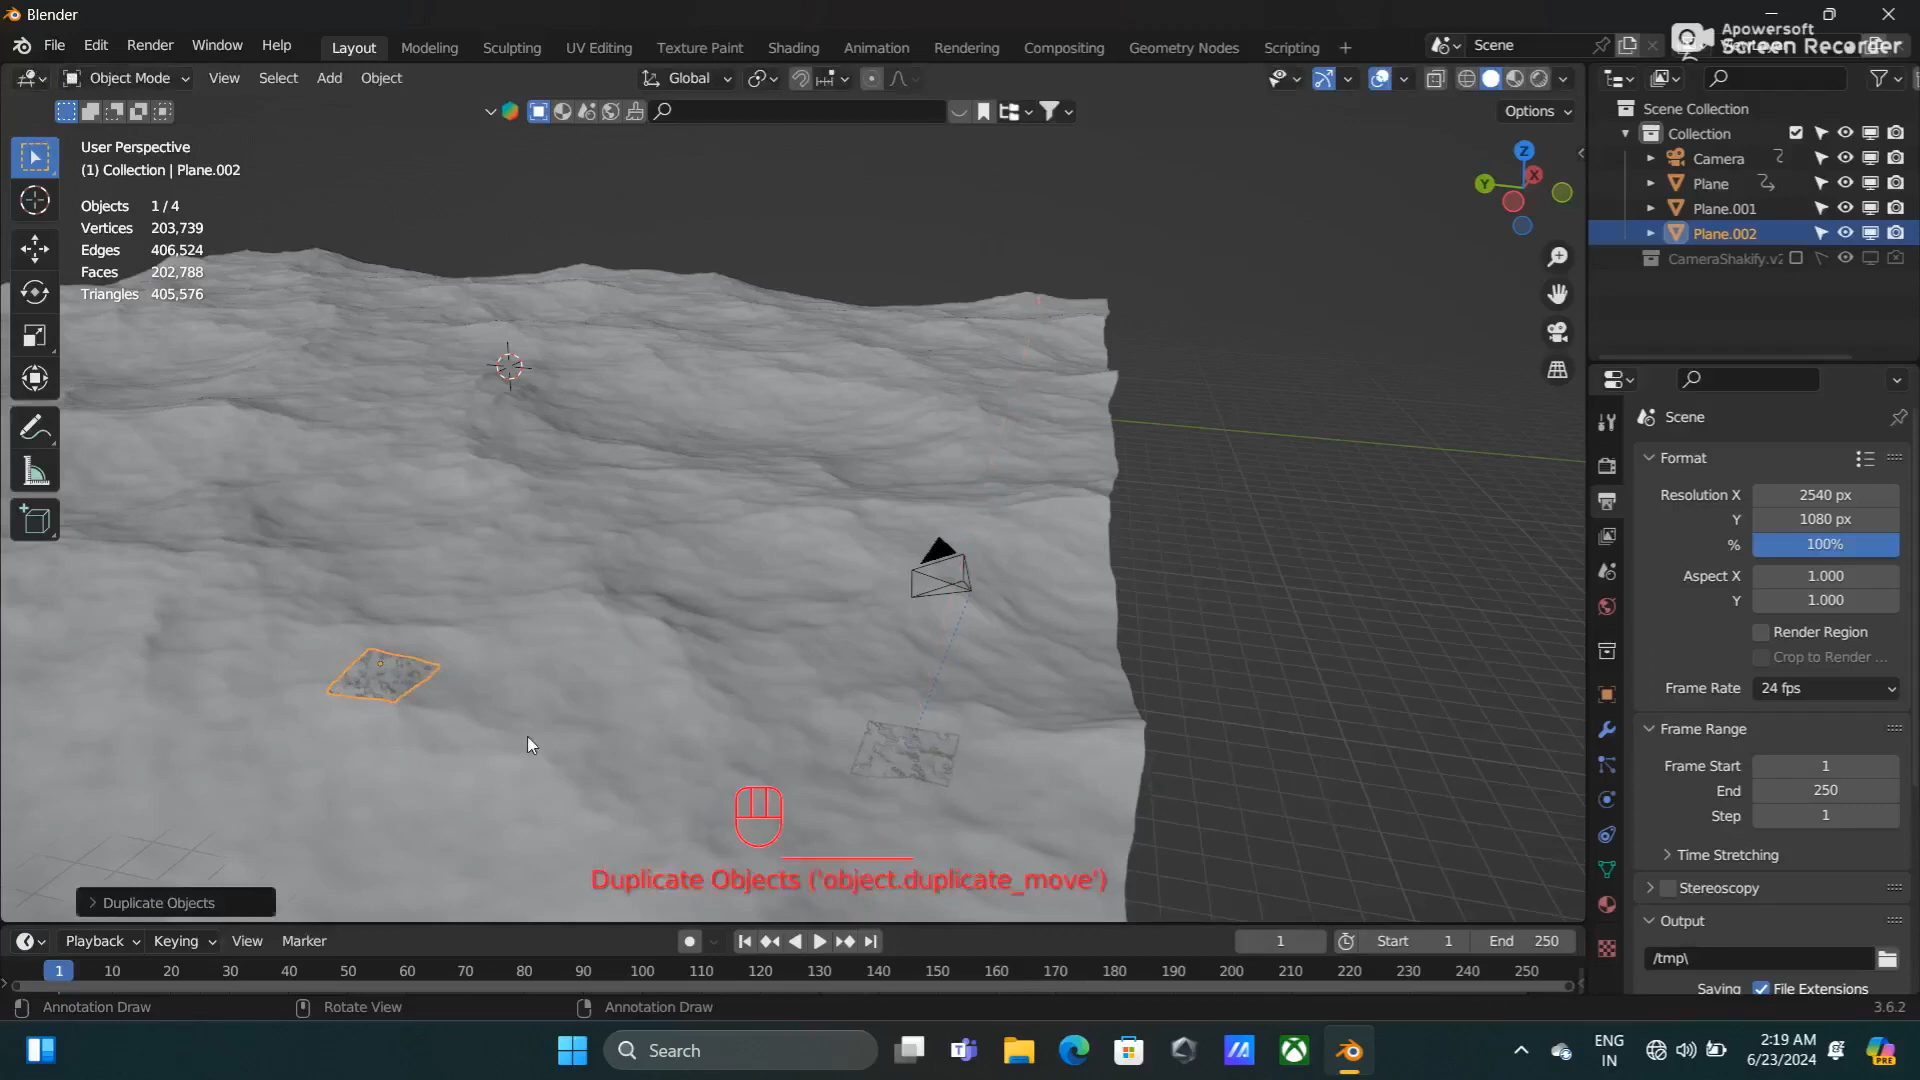 Blender
File Edit Render Window Help Layout Modeling Sculpting UV Editing Texture Paint Shading Animation Rendering Compositing Geometry Nodes Scripting + Scene
Apowersoft
Screen Recorder
Object Mode View Select Add Object Global
Options
User Perspective
(1) Collection | Plane.002
Objects 1 / 4
Vertices 203,739
Edges 406,524
Faces 202,788
Triangles 405,576
Z
Y
X
Scene Collection
Collection
Camera
Plane
Plane.001
Plane.002
CameraShakify.v2
Scene
Format
Resolution X 2540 px
Y 1080 px
% 100%
Aspect X 1.000
Y 1.000
Render Region
Crop to Render ...
Frame Rate 24 fps
Frame Range
Frame Start 1
End 250
Step 1
Time Stretching
Stereoscopy
Output
/tmp\
Saving File Extensions
Duplicate Objects ('object.duplicate_move')
Duplicate Objects
Playback Keying View Marker 1 Start 1 End 250
1 10 20 30 40 50 60 70 80 90 100 110 120 130 140 150 160 170 180 190 200 210 220 230 240 250
Annotation Draw Rotate View Annotation Draw 3.6.2
Search
ENG
IN
2:19 AM
6/23/2024
PRE